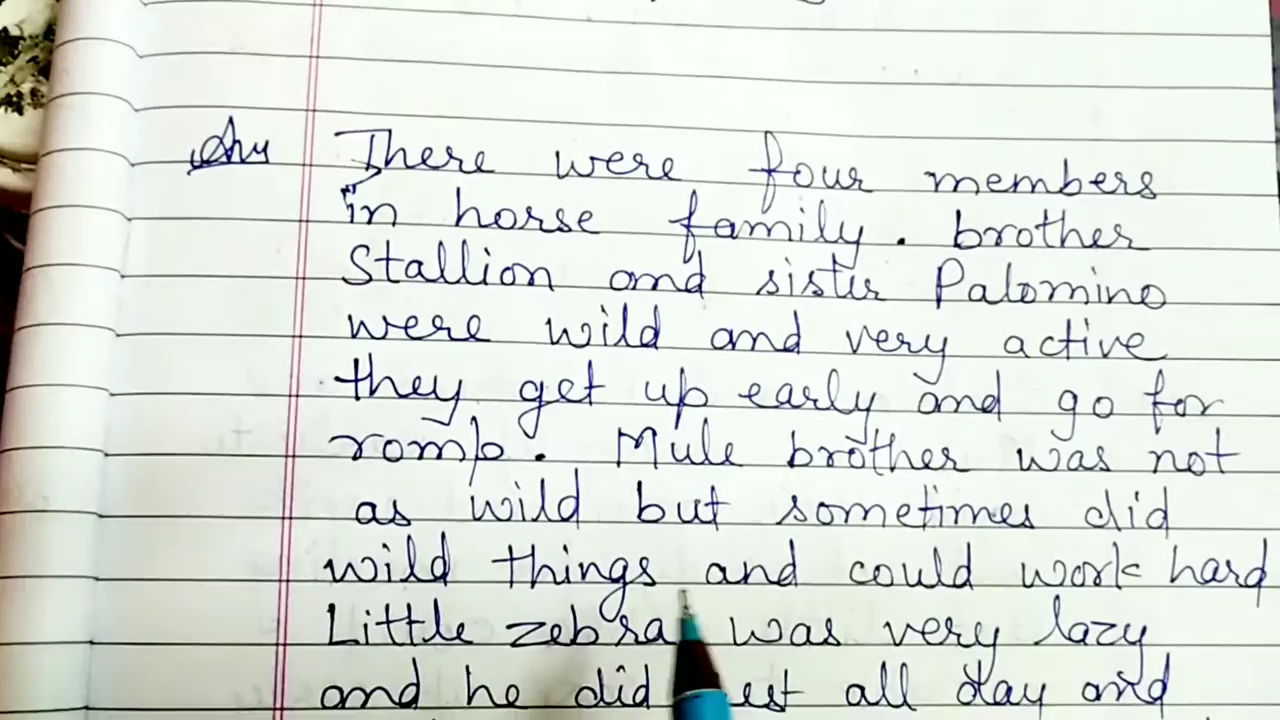 Ans There were four members
in horse family. brother
Stallion and sister Palomino
were wild and very active
they get up early and go for
romp. Mule brother was not
as wild but sometimes did
wild things and could work hard
Little zebra was very lazy
and he did all day and